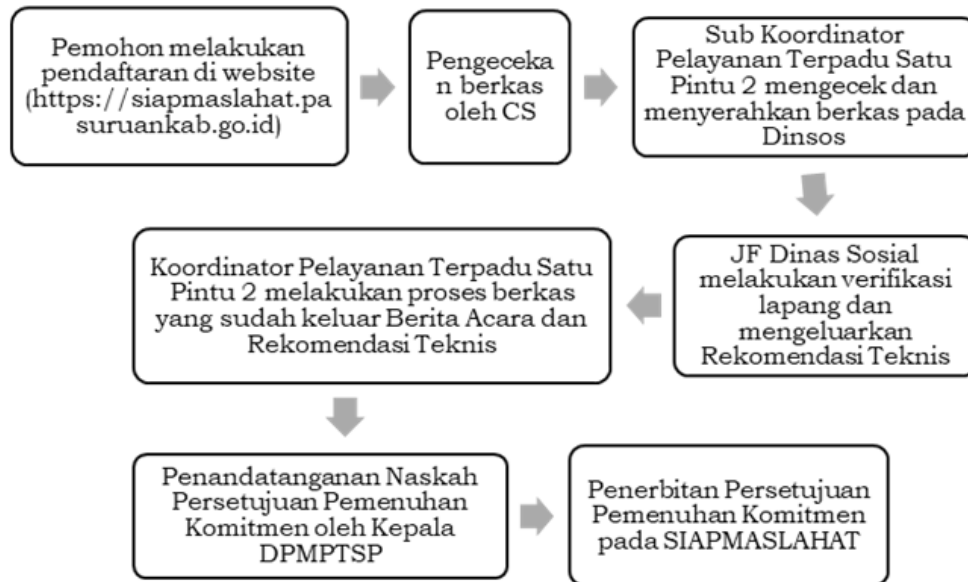 Pemohon melakukan
pendaftaran di website
(https://siapmaslahat.pa
suruankab.go.id)
Pengeceka
n berkas
oleh CS
Sub Koordinator
Pelayanan Terpadu Satu
Pintu 2 mengecek dan
menyerahkan berkas pada
Dinsos
JF Dinas Sosial
melakukan verifikasi
lapang dan
mengeluarkan
Rekomendasi Teknis
Koordinator Pelayanan Terpadu Satu
Pintu 2 melakukan proses berkas
yang sudah keluar Berita Acara dan
Rekomendasi Teknis
Penandatanganan Naskah
Persetujuan Pemenuhan
Komitmen oleh Kepala
DPMPTSP
Penerbitan Persetujuan
Pemenuhan Komitmen
pada SIAPMASLAHAT